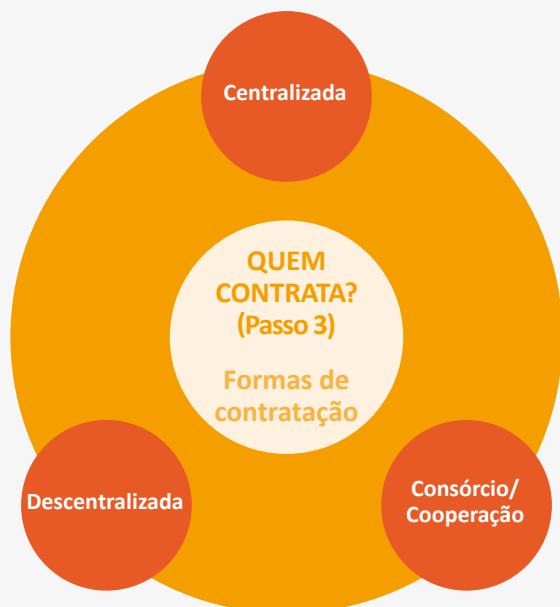 Centralizada
QUEM
CONTRATA?
(Passo 3)
Formas de
contratação
Descentralizada
Consórcio/
Cooperação